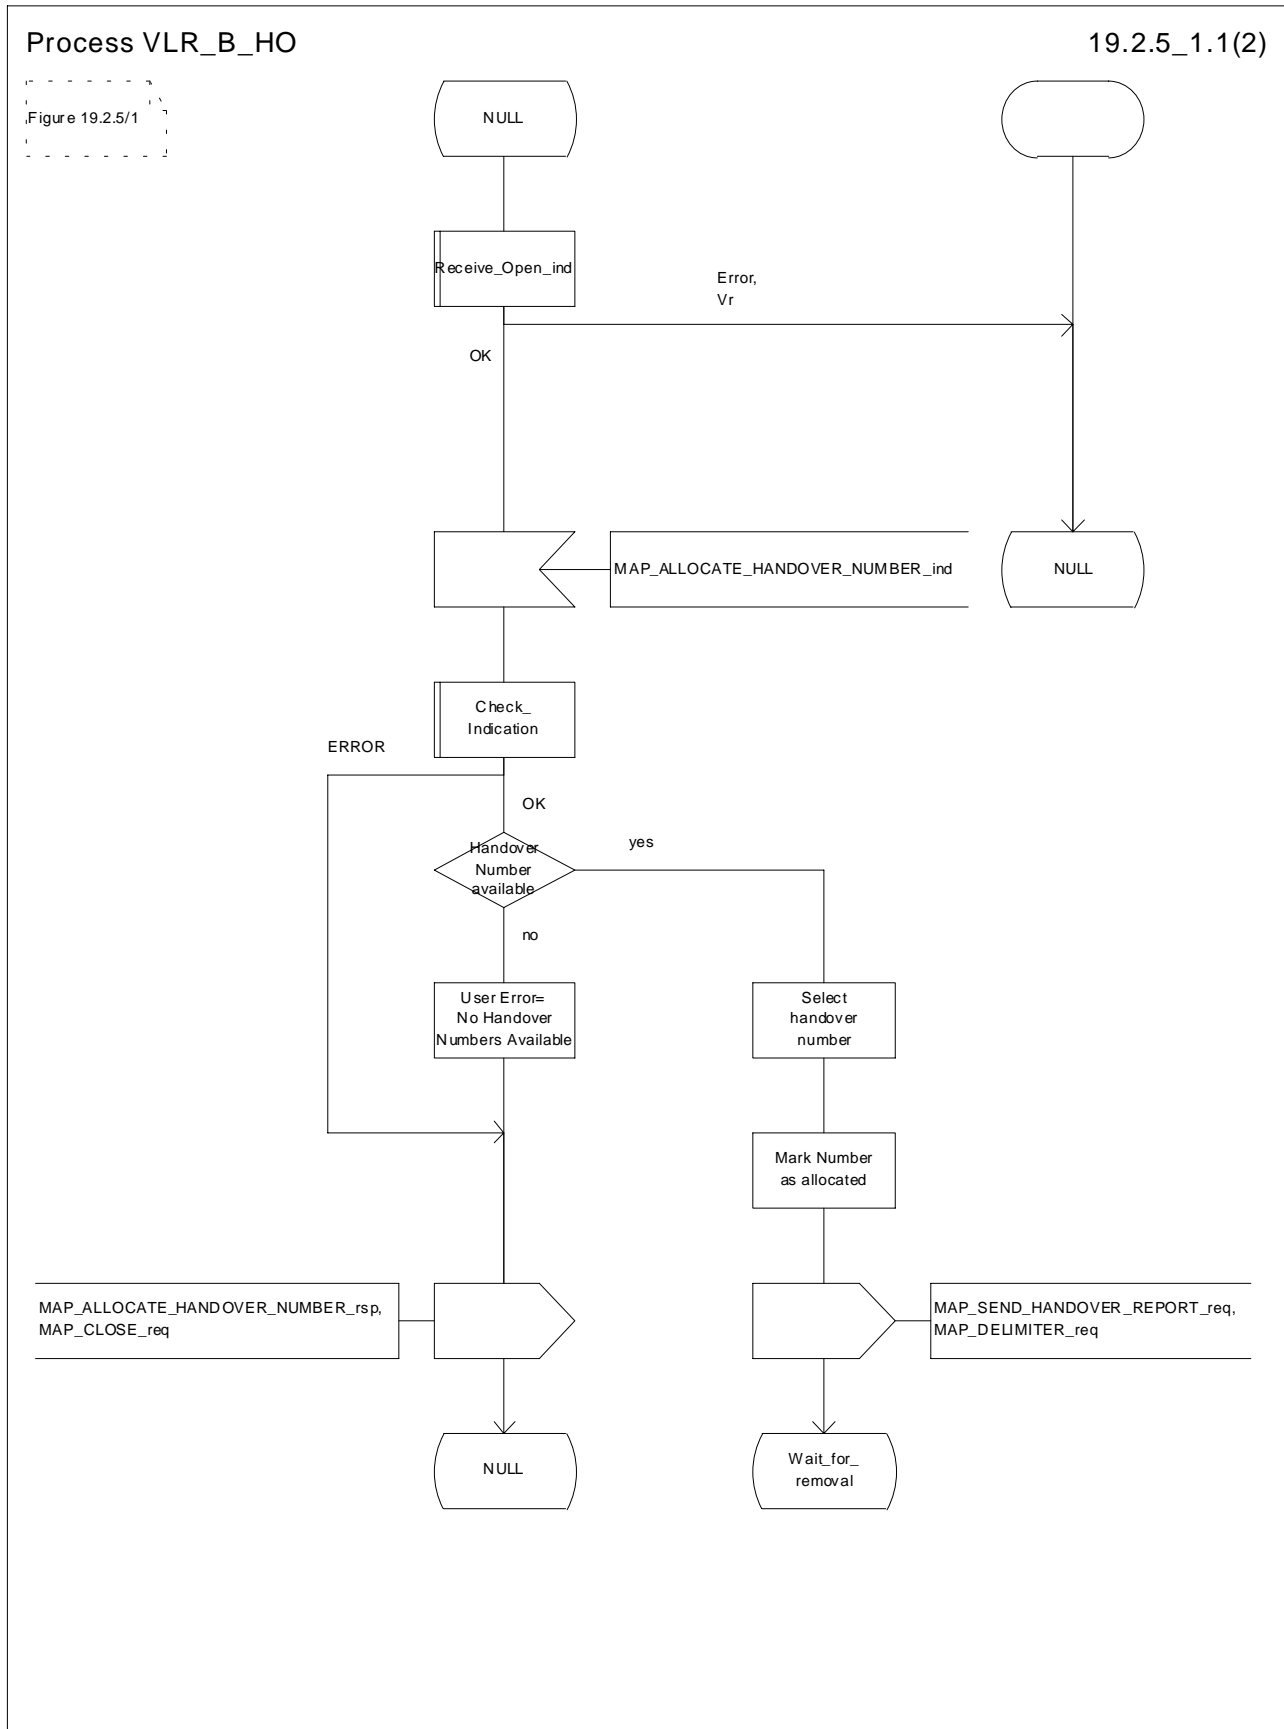 Process VLR_B_HO
19.2.5_1.1(2)
Figure 19.2.5/1
NULL
Receive_Open_ind
Error,
Vr
OK
MAP_ALLOCATE_HANDOVER_NUMBER_ind
NULL
Check_
Indication
ERROR
OK
Handover
Number
available
yes
no
User Error=
No Handover
Numbers Available
Select
handover
number
Mark Number
as allocated
MAP_ALLOCATE_HANDOVER_NUMBER_rsp,
MAP_CLOSE_req
MAP_SEND_HANDOVER_REPORT_req,
MAP_DELIMITER_req
NULL
Wait_for_
removal